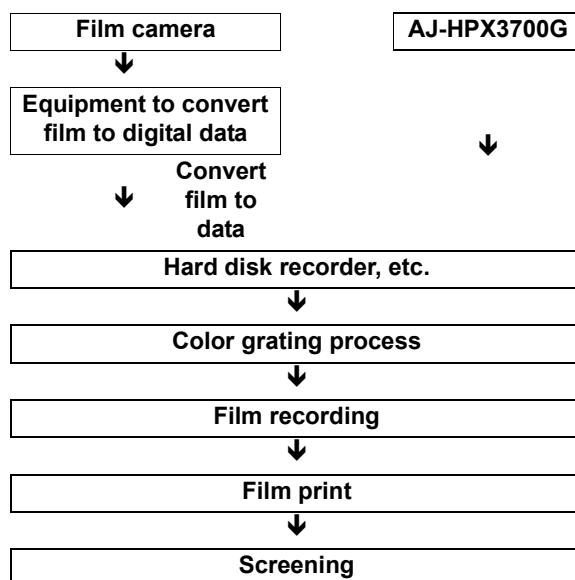 Film camera
AJ-HPX3700G
Equipment to convert
film to digital data
Convert
film to
data
Hard disk recorder, etc.
Color grating process
Film recording
Film print
Screening